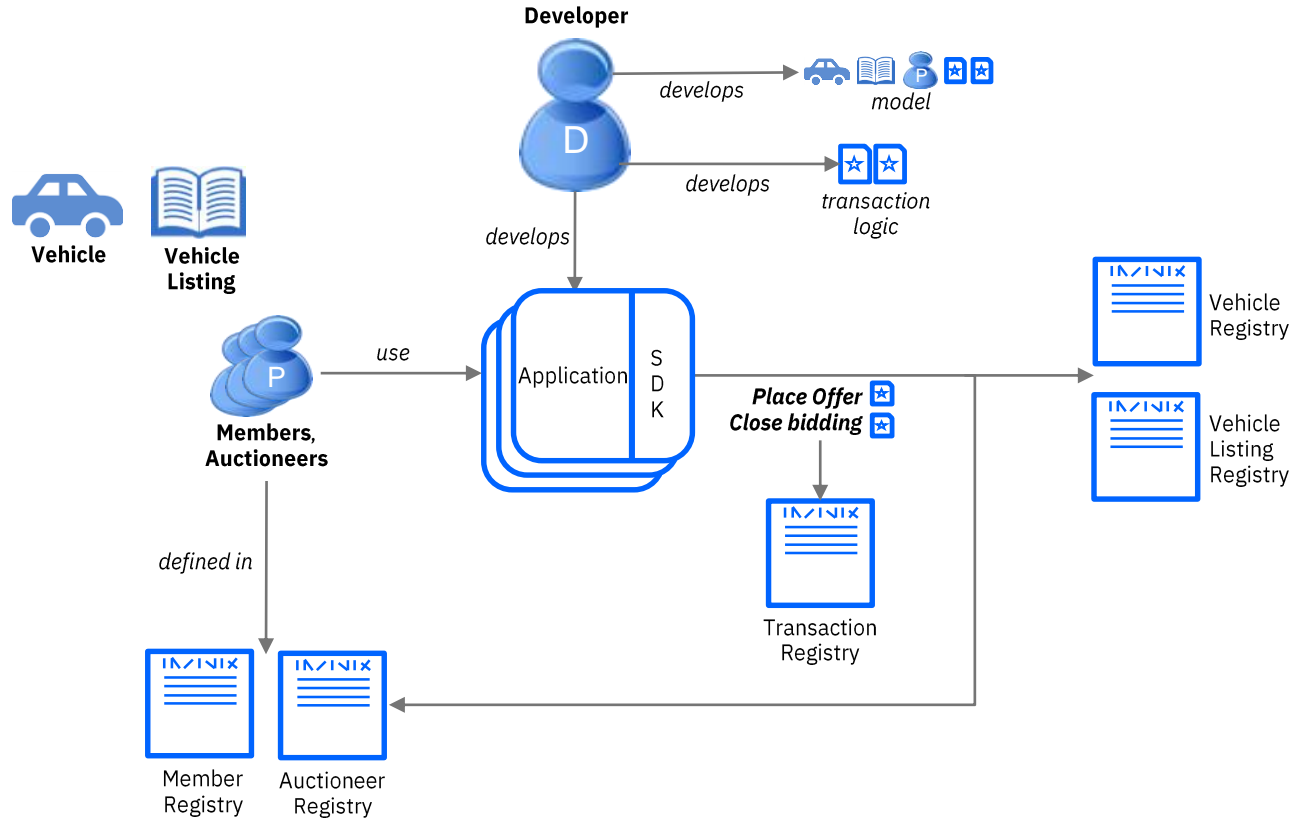 Developer
develops
model
P
D
develops
transaction
logic
develops
Vehicle
Vehicle
Listing
Vehicle
Registry
use
Application
S
D
K
P
Place Offer
Close bidding
Members,
Auctioneers
Vehicle
Listing
Registry
defined in
Transaction
Registry
Member
Registry
Auctioneer
Registry